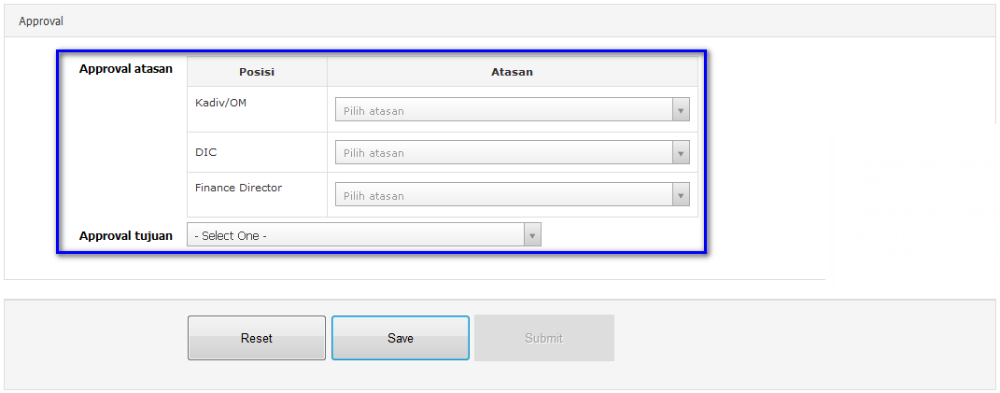 Approval
Approval atasan Posisi Atasan
Kadiv/OM Pilih atasan
DIC Pilih atasan
Finance Director Pilih atasan
Approval tujuan - Select One -
Reset Save Submit